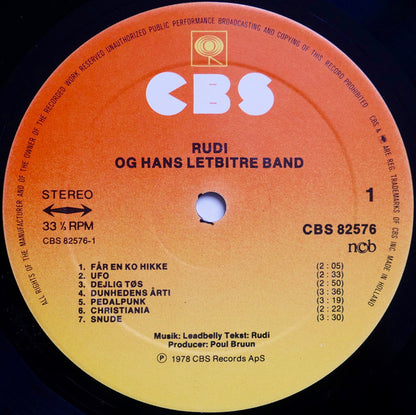 ALL RIGHTS OF THE MANUFACTURER AND OF THE OWNER OF THE RECORDED WORK RESERVED UNAUTHORIZED PUBLIC PERFORMANCE BROADCASTING AND COPYING OF THIS RECORD PROHIBITED
CBS & ARE REG. TRADEMARKS OF CBS INC MADE IN HOLLAND
CBS
RUDI
OG HANS LETBITRE BAND
STEREO
1
33 ⅓ RPM
CBS 82576
CBS 82576-1
ncb
1. FÅR EN KO HIKKE (2 : 05)
2. UFO (2 : 33)
3. DEJLIG TØS (2 : 50)
4. DUNHEDENS ÅRTI (3 : 36)
5. PEDALPUNK (3 : 19)
6. CHRISTIANIA (2 : 22)
7. SNUDE (3 : 30)
Musik: Leadbelly Tekst: Rudi
Producer: Poul Bruun
℗ 1978 CBS Records ApS